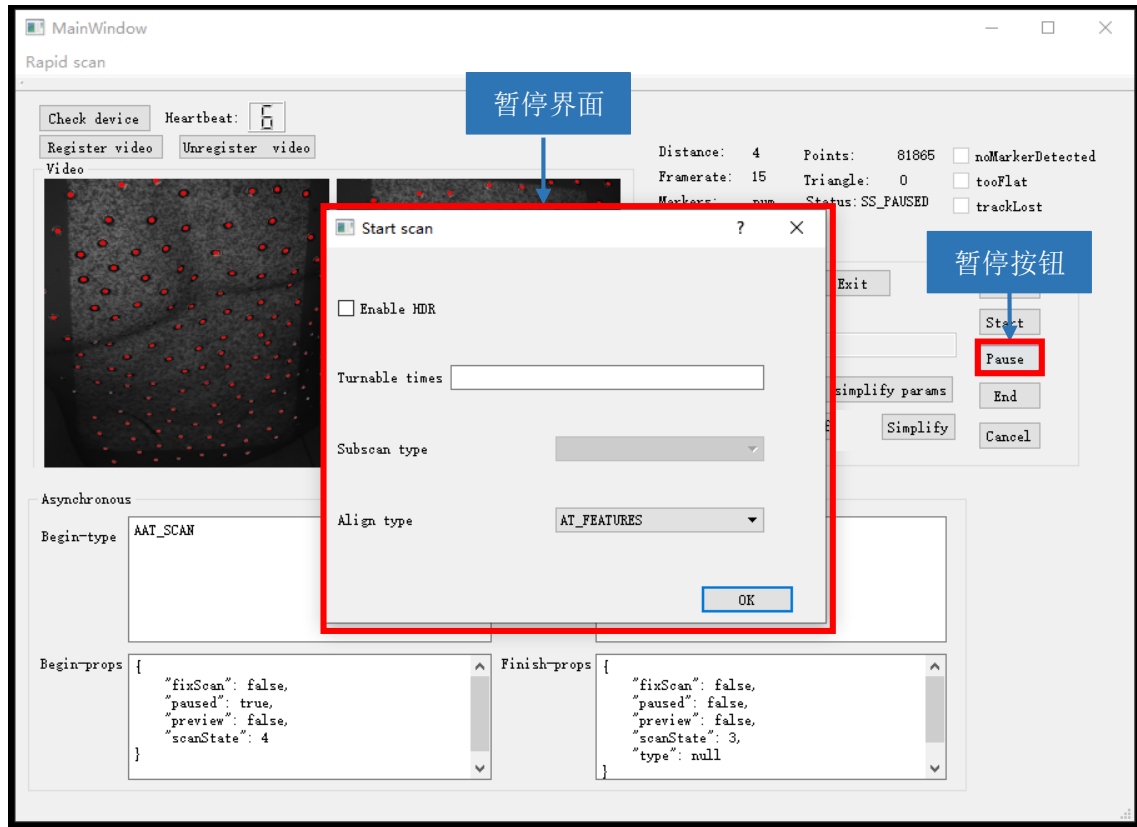 MainWindow
Rapid scan
暂停界面
Check device
Heartbeat:
6
Register video
Unregister video
Video
Distance: 4
Points: 81865
noMarkerDetected
Framerate: 15
Triangle: 0
tooFlat
Markers: num
Status: SS_PAUSED
trackLost
Start scan
?
暂停按钮
Exit
Enable HDR
Start
Pause
Turnable times
simplify params
End
Simplify
Cancel
Subscan type
Asynchronous
Align type
AT_FEATURES
Begin-type
AAT_SCAN
OK
Begin-props
{
"fixScan": false,
"paused": true,
"preview": false,
"scanState": 4
}
Finish-props
{
"fixScan": false,
"paused": false,
"preview": false,
"scanState": 3,
"type": null
}